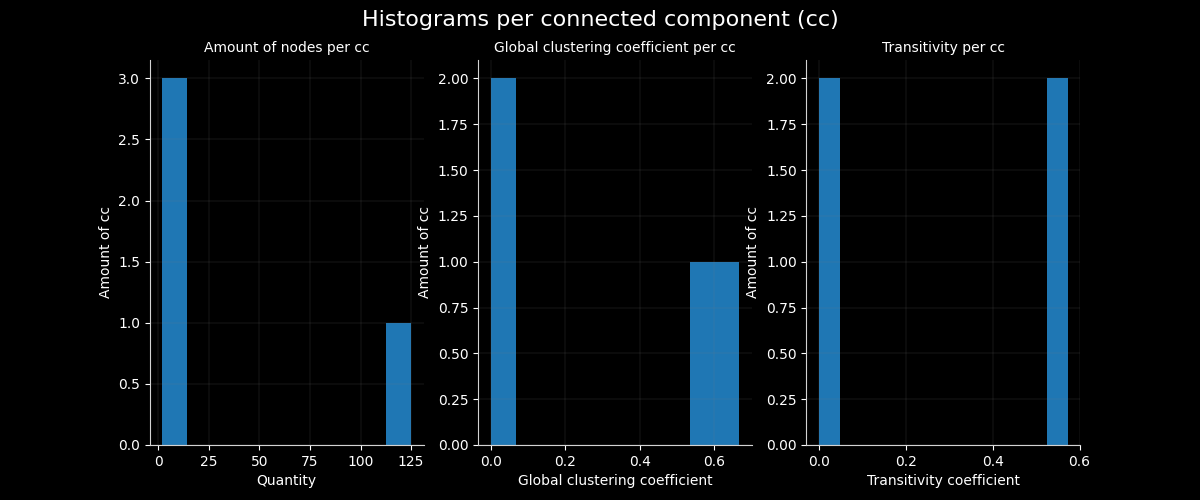 Histograms per connected component (cc)
Amount of nodes per cc
Global clustering coefficient per cc
Transitivity per cc
3.0
2.5
2.0
1.5
1.0
0.5
0.0
Amount of cc
0 25 50 75 100 125
Quantity
2.00
1.75
1.50
1.25
1.00
0.75
0.50
0.25
0.00
Amount of cc
0.0 0.2 0.4 0.6
Global clustering coefficient
2.00
1.75
1.50
1.25
1.00
0.75
0.50
0.25
0.00
Amount of cc
0.0 0.2 0.4 0.6
Transitivity coefficient